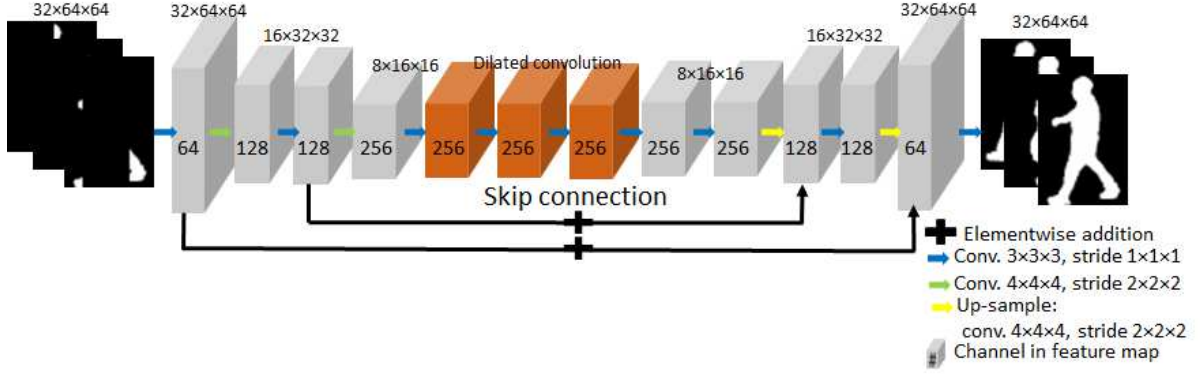 32×64×64
32×64×64
16×32×32
8×16×16
Dilated convolution
8×16×16
16×32×32
32×64×64
32×64×64
64
128
128
256
256
256
256
256
256
128
128
64
Skip connection
Elementwise addition
Conv. 3×3×3, stride 1×1×1
Conv. 4×4×4, stride 2×2×2
Up-sample:
conv. 4×4×4, stride 2×2×2
# Channel in feature map